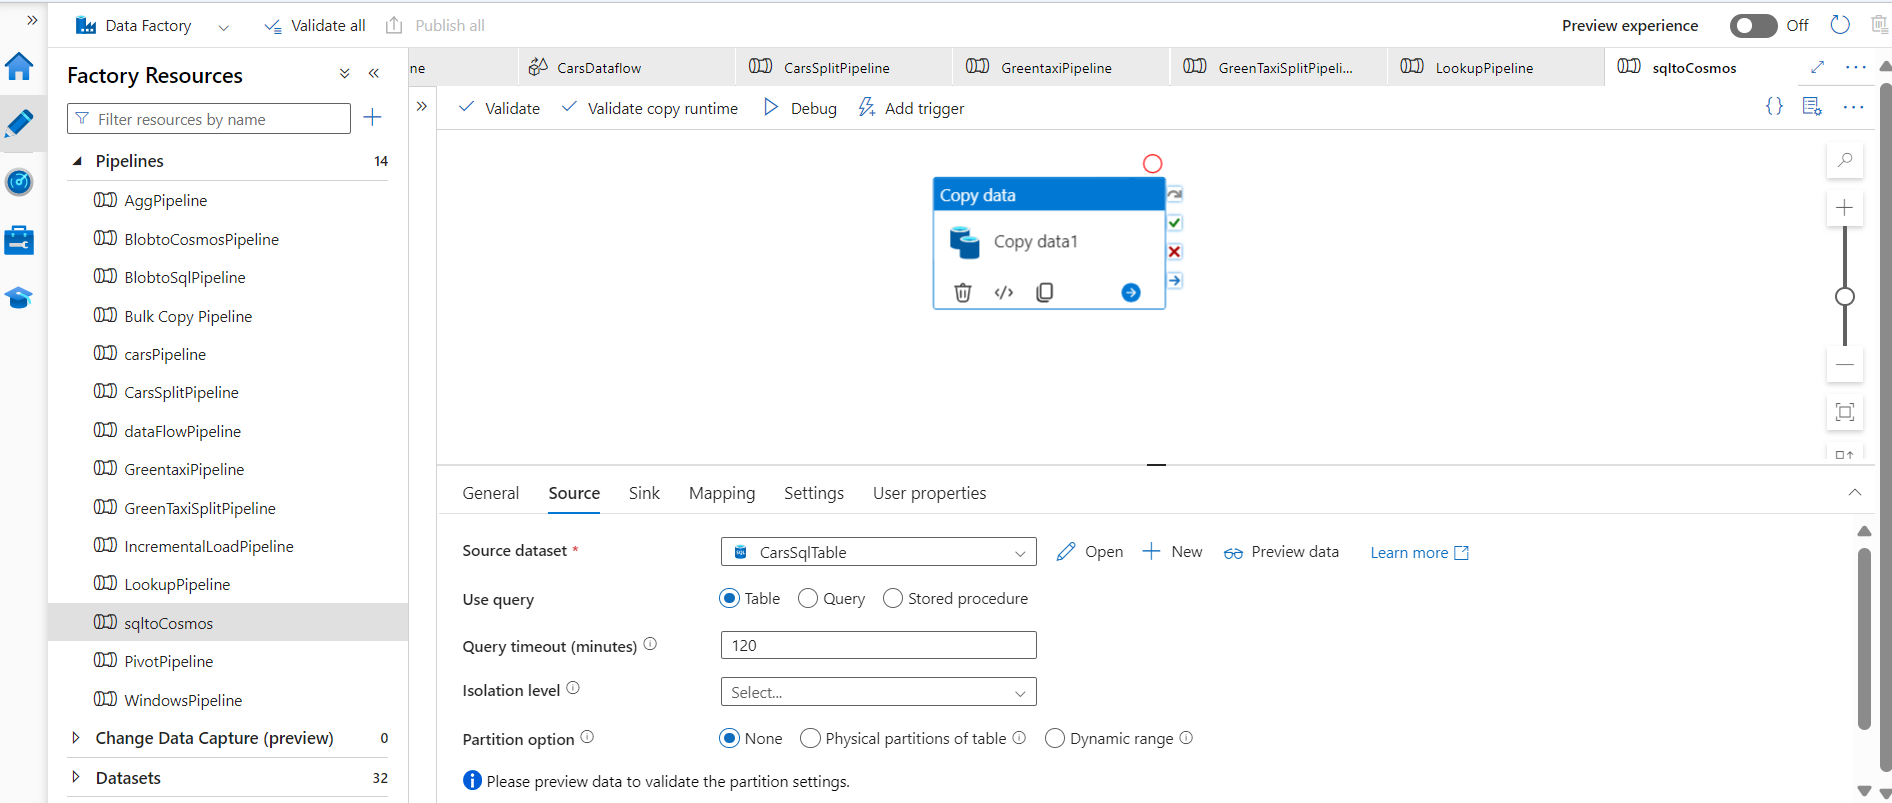 Data Factory
Validate all
Publish all
Preview experience
Off
Factory Resources
Filter resources by name
Pipelines 14
AggPipeline
BlobtoCosmosPipeline
BlobtoSqlPipeline
Bulk Copy Pipeline
carsPipeline
CarsSplitPipeline
dataFlowPipeline
GreentaxiPipeline
GreenTaxiSplitPipeline
IncrementalLoadPipeline
LookupPipeline
sqltoCosmos
PivotPipeline
WindowsPipeline
Change Data Capture (preview) 0
Datasets 32
ne
CarsDataflow
CarsSplitPipeline
GreentaxiPipeline
GreenTaxiSplitPipeli...
LookupPipeline
sqltoCosmos
Validate
Validate copy runtime
Debug
Add trigger
Copy data
Copy data1
General
Source
Sink
Mapping
Settings
User properties
Source dataset *
SQL
CarsSqlTable
Open
New
Preview data
Learn more
Use query
Table
Query
Stored procedure
Query timeout (minutes)
120
Isolation level
Select...
Partition option
None
Physical partitions of table
Dynamic range
Please preview data to validate the partition settings.